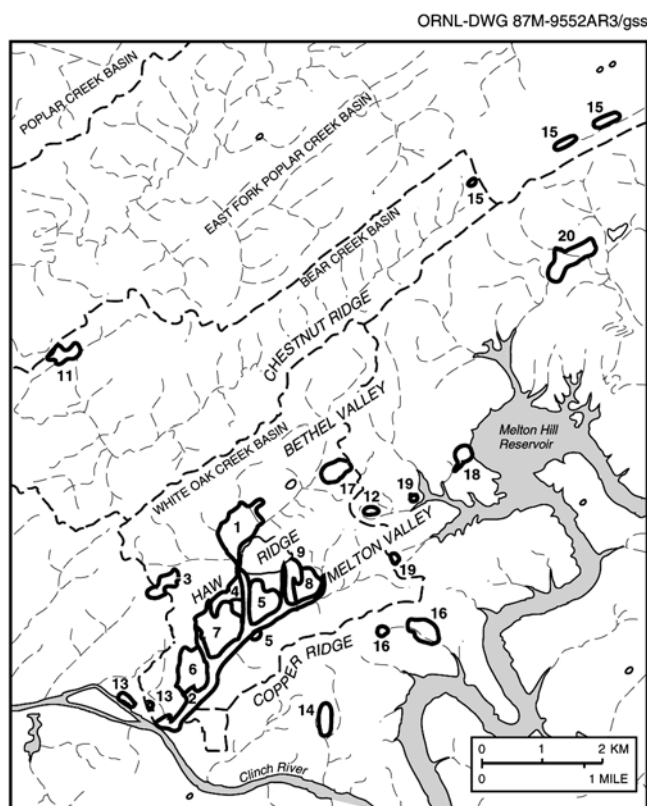 ORNL-DWG 87M-9552AR3/gss
POPLAR CREEK BASIN
EAST FORK POPLAR CREEK BASIN
15
15
15
BEAR CREEK BASIN
20
CHESTNUT RIDGE
11
BETHEL VALLEY
WHITE OAK CREEK BASIN
Melton Hill
Reservoir
17
18
19
12
1
RIDGE
MELTON VALLEY
9
19
3
HAW
4
8
5
7
5
16
16
COPPER RIDGE
6
13
13
2
14
Clinch River
0 1 2 KM
0 1 MILE